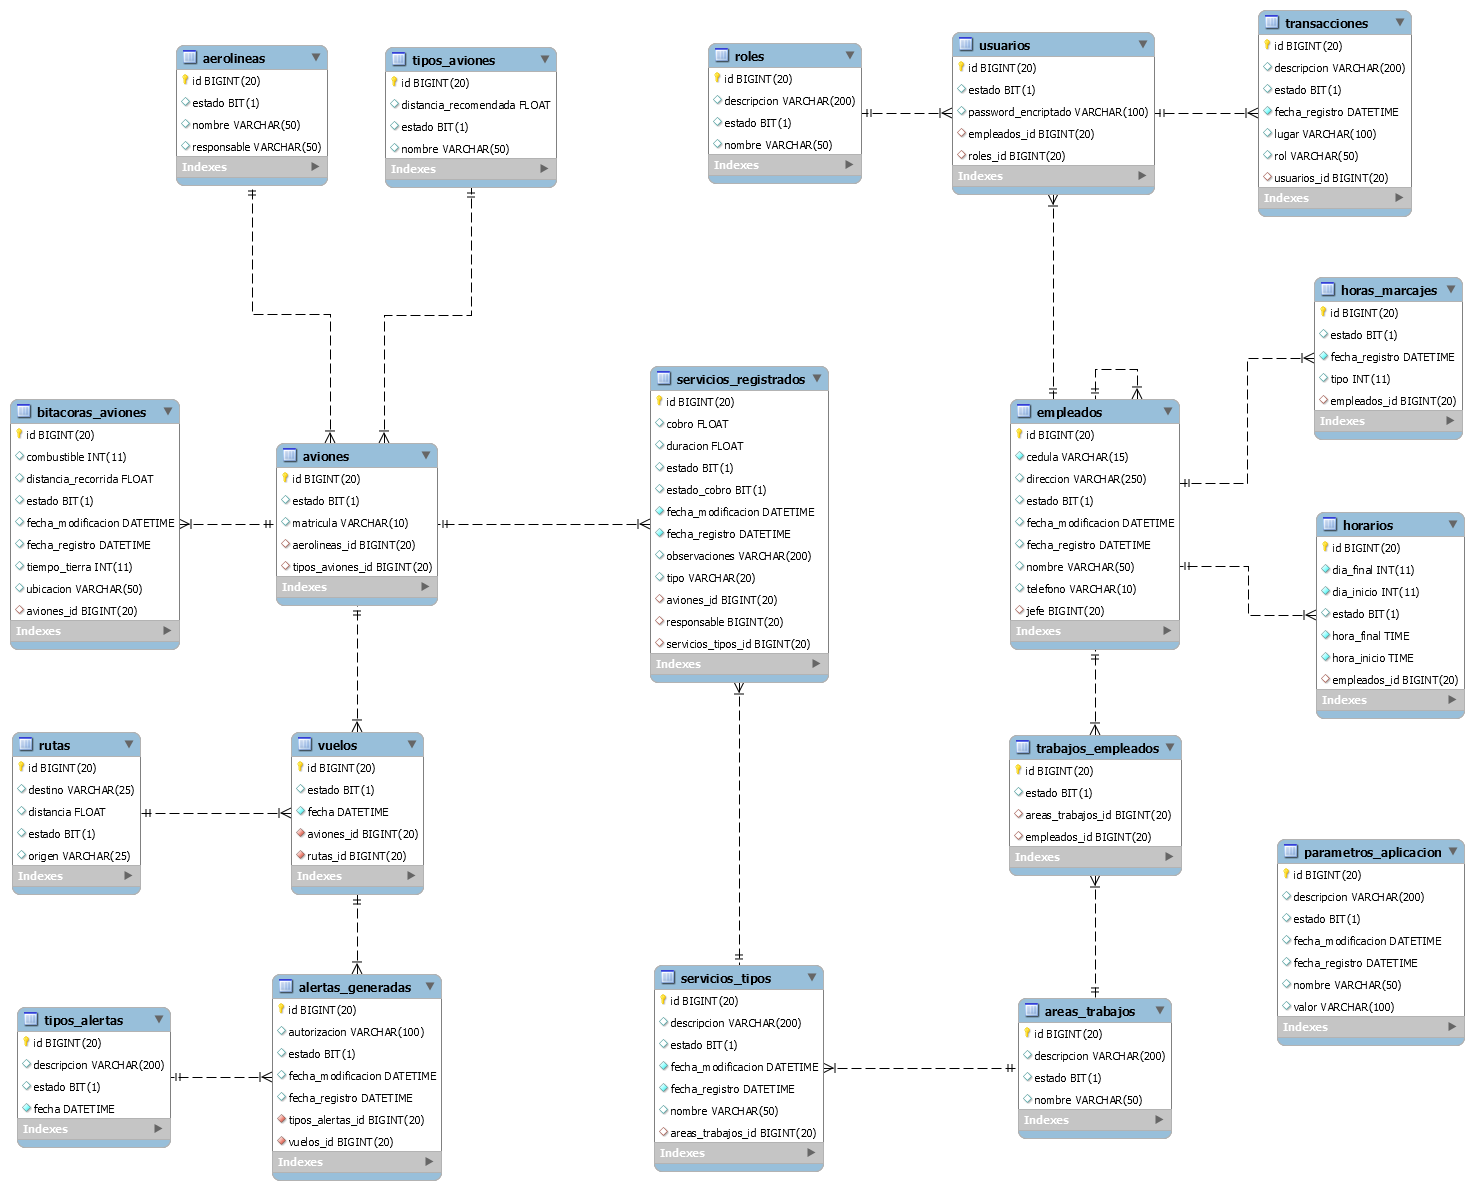 aerolineas
id BIGINT(20)
estado BIT(1)
nombre VARCHAR(50)
responsable VARCHAR(50)
Indexes
tipos_aviones
id BIGINT(20)
distancia_recomendada FLOAT
estado BIT(1)
nombre VARCHAR(50)
Indexes
roles
id BIGINT(20)
descripcion VARCHAR(200)
estado BIT(1)
nombre VARCHAR(50)
Indexes
usuarios
id BIGINT(20)
estado BIT(1)
password_encriptado VARCHAR(100)
empleados_id BIGINT(20)
roles_id BIGINT(20)
Indexes
transacciones
id BIGINT(20)
descripcion VARCHAR(200)
estado BIT(1)
fecha_registro DATETIME
lugar VARCHAR(100)
rol VARCHAR(50)
usuarios_id BIGINT(20)
Indexes
horas_marcajes
id BIGINT(20)
estado BIT(1)
fecha_registro DATETIME
tipo INT(11)
empleados_id BIGINT(20)
Indexes
bitacoras_aviones
id BIGINT(20)
combustible INT(11)
distancia_recorrida FLOAT
estado BIT(1)
fecha_modificacion DATETIME
fecha_registro DATETIME
tiempo_tierra INT(11)
ubicacion VARCHAR(50)
aviones_id BIGINT(20)
Indexes
aviones
id BIGINT(20)
estado BIT(1)
matricula VARCHAR(10)
aerolineas_id BIGINT(20)
tipos_aviones_id BIGINT(20)
Indexes
servicios_registrados
id BIGINT(20)
cobro FLOAT
duracion FLOAT
estado BIT(1)
estado_cobro BIT(1)
fecha_modificacion DATETIME
fecha_registro DATETIME
observaciones VARCHAR(200)
tipo VARCHAR(20)
aviones_id BIGINT(20)
responsable BIGINT(20)
servicios_tipos_id BIGINT(20)
Indexes
empleados
id BIGINT(20)
cedula VARCHAR(15)
direccion VARCHAR(250)
estado BIT(1)
fecha_modificacion DATETIME
fecha_registro DATETIME
nombre VARCHAR(50)
telefono VARCHAR(10)
jefe BIGINT(20)
Indexes
horarios
id BIGINT(20)
dia_final INT(11)
dia_inicio INT(11)
estado BIT(1)
hora_final TIME
hora_inicio TIME
empleados_id BIGINT(20)
Indexes
rutas
id BIGINT(20)
destino VARCHAR(25)
distancia FLOAT
estado BIT(1)
origen VARCHAR(25)
Indexes
vuelos
id BIGINT(20)
estado BIT(1)
fecha DATETIME
aviones_id BIGINT(20)
rutas_id BIGINT(20)
Indexes
trabajos_empleados
id BIGINT(20)
estado BIT(1)
areas_trabajos_id BIGINT(20)
empleados_id BIGINT(20)
Indexes
parametros_aplicacion
id BIGINT(20)
descripcion VARCHAR(200)
estado BIT(1)
fecha_modificacion DATETIME
fecha_registro DATETIME
nombre VARCHAR(50)
valor VARCHAR(100)
Indexes
tipos_alertas
id BIGINT(20)
descripcion VARCHAR(200)
estado BIT(1)
fecha DATETIME
Indexes
alertas_generadas
id BIGINT(20)
autorizacion VARCHAR(100)
estado BIT(1)
fecha_modificacion DATETIME
fecha_registro DATETIME
tipos_alertas_id BIGINT(20)
vuelos_id BIGINT(20)
Indexes
servicios_tipos
id BIGINT(20)
descripcion VARCHAR(200)
estado BIT(1)
fecha_modificacion DATETIME
fecha_registro DATETIME
nombre VARCHAR(50)
areas_trabajos_id BIGINT(20)
Indexes
areas_trabajos
id BIGINT(20)
descripcion VARCHAR(200)
estado BIT(1)
nombre VARCHAR(50)
Indexes